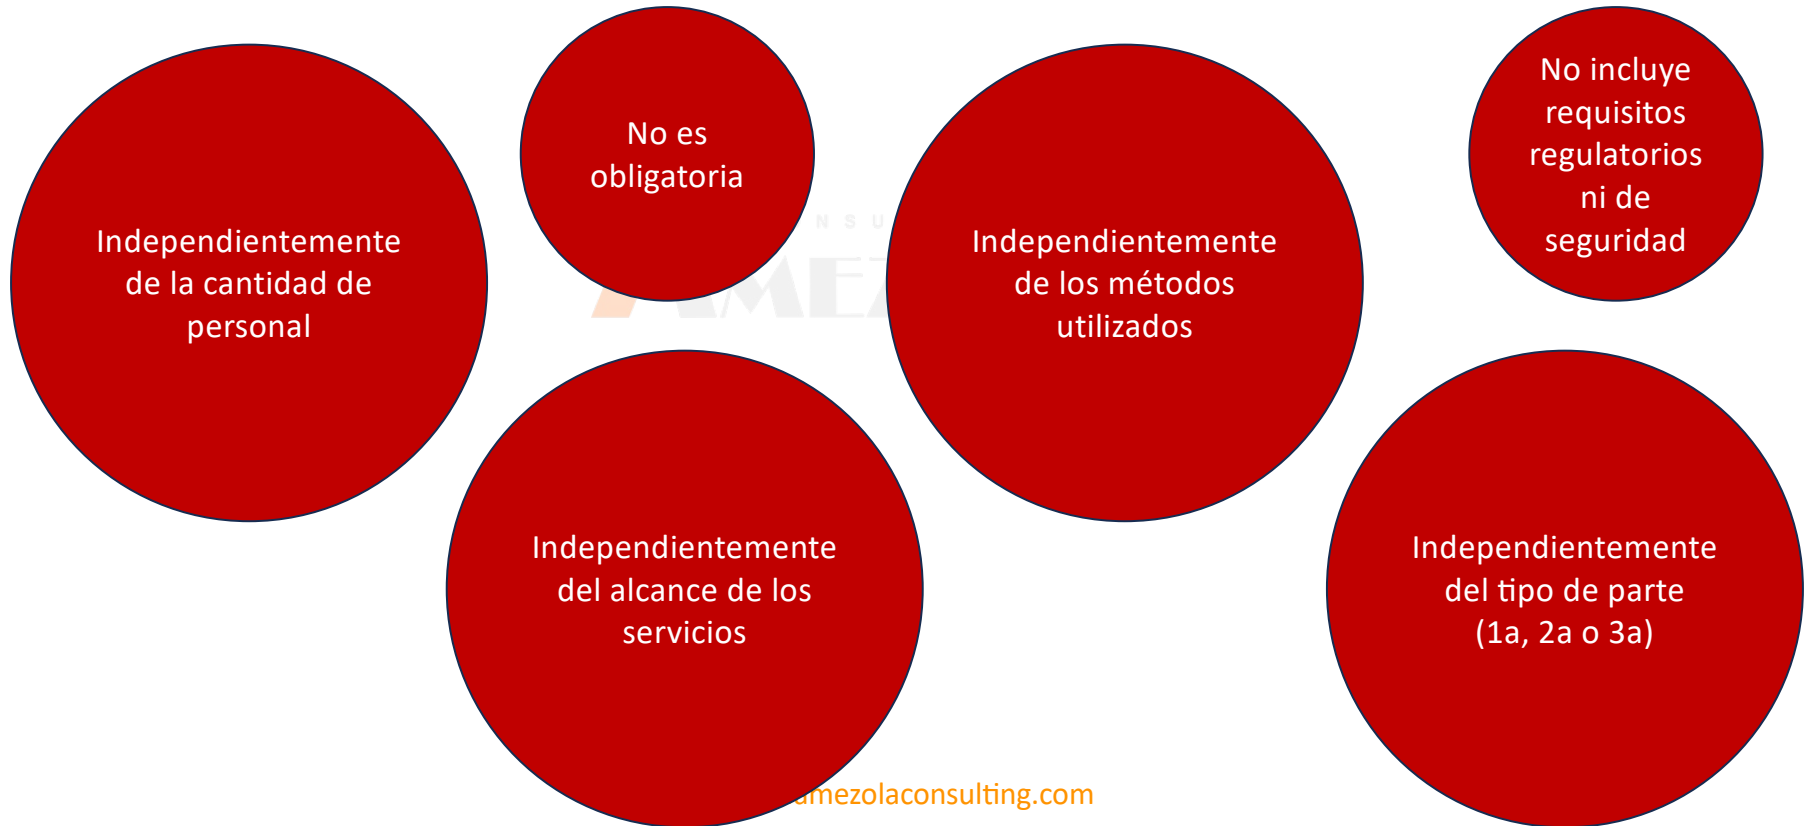 Independientemente
de la cantidad de
personal
No es
obligatoria
Independientemente
de los métodos
utilizados
No incluye
requisitos
regulatorios
ni de
seguridad
Independientemente
del alcance de los
servicios
Independientemente
del tipo de parte
(1a, 2a o 3a)
amezolaconsulting.com